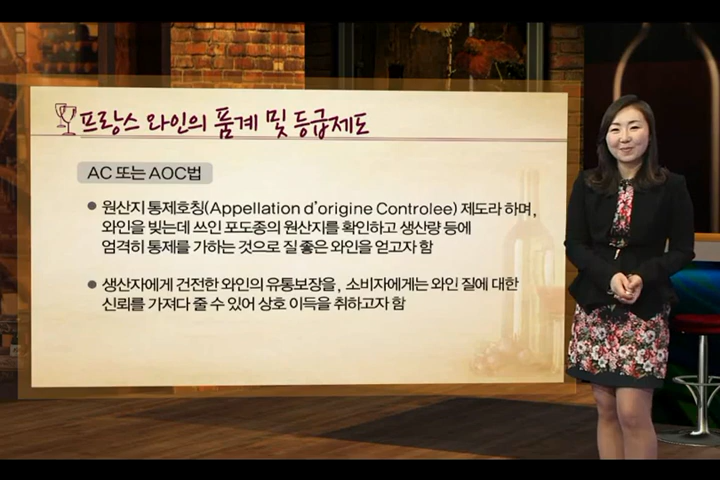 프랑스 와인의 품계 및 등급제도
AC 또는 AOC법
원산지 통제호칭(Appellation d'origine Controlee) 제도라 하며,
와인을 빚는데 쓰인 포도종의 원산지를 확인하고 생산량 등에
엄격히 통제를 가하는 것으로 질 좋은 와인을 얻고자 함
생산자에게 건전한 와인의 유통보장을, 소비자에게는 와인 질에 대한
신뢰를 가져다 줄 수 있어 상호 이득을 취하고자 함